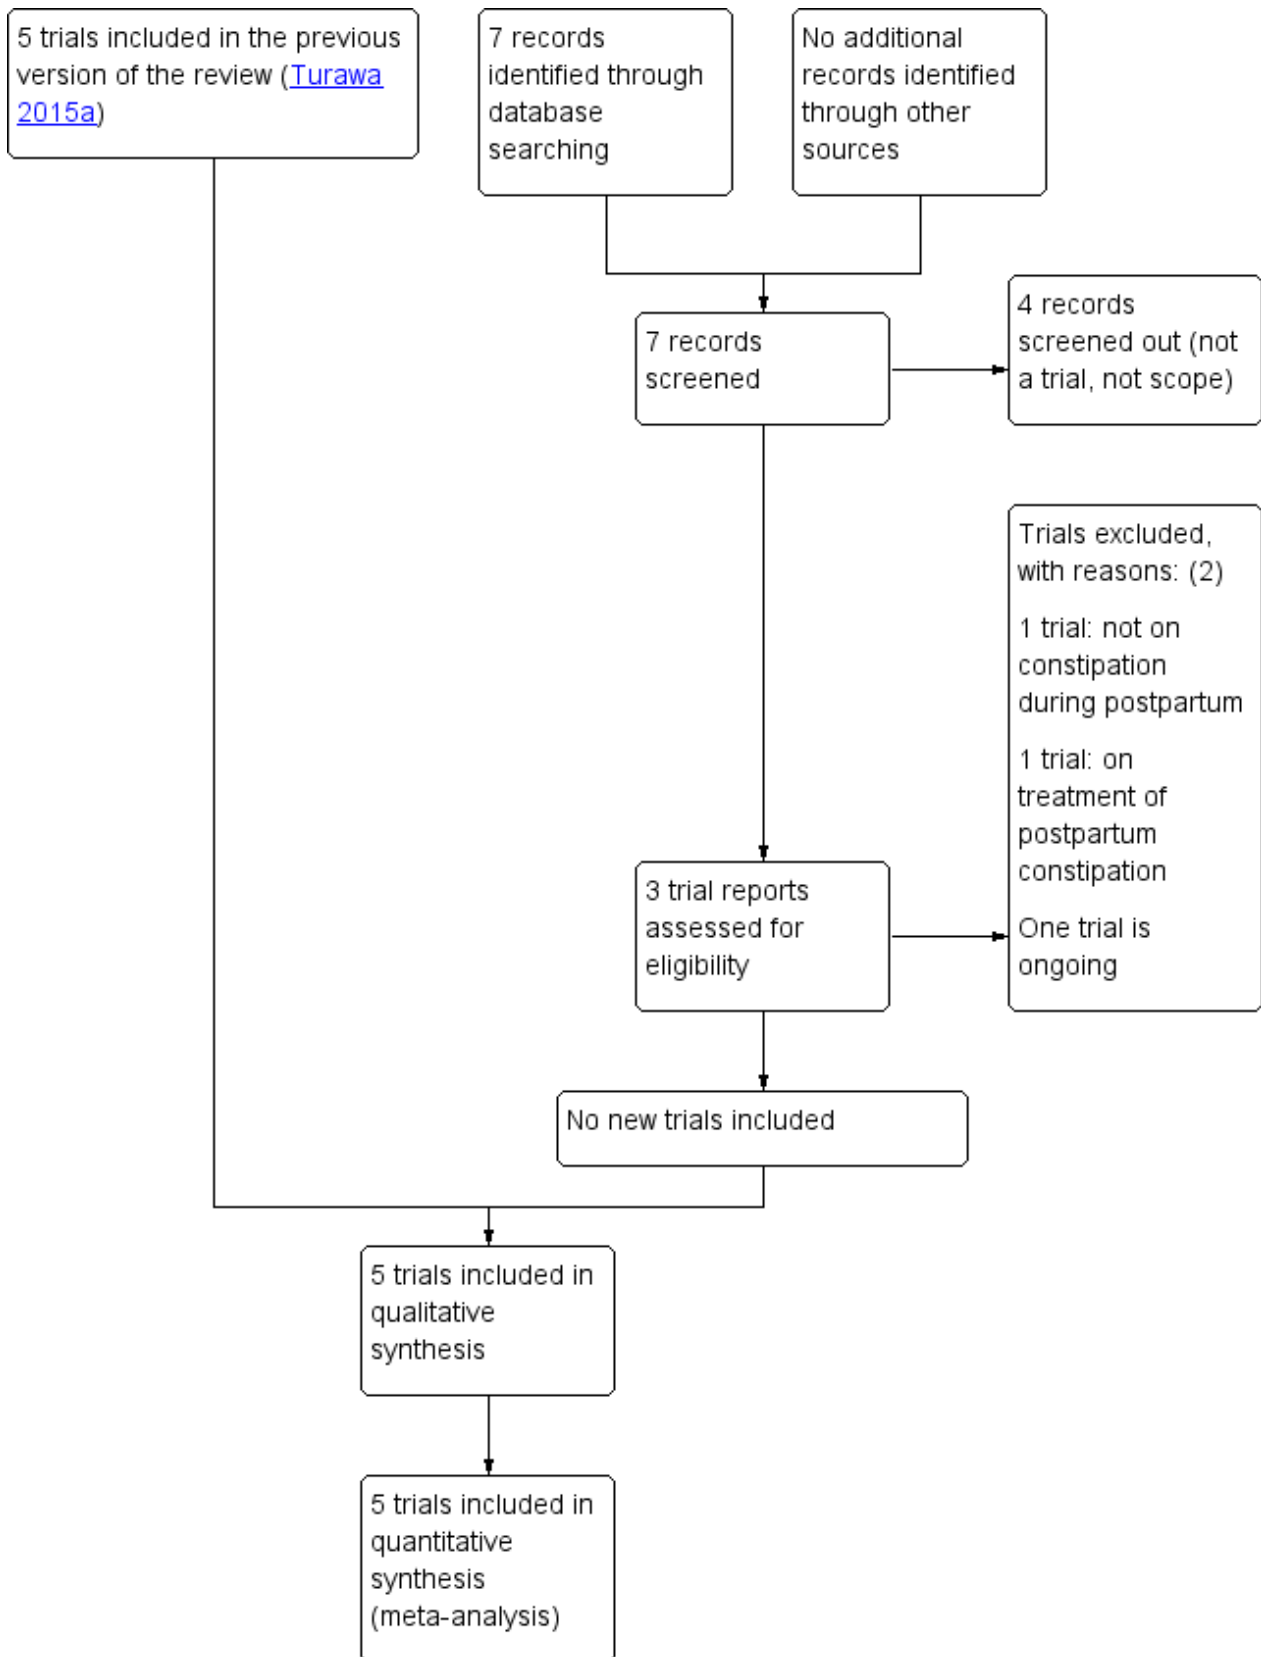 5 trials included in the previous
version of the review (Turawa
2015a)
7 records
identified through
database
searching
No additional
records identified
through other
sources
7 records
screened
4 records
screened out (not
a trial, not scope)
Trials excluded,
with reasons: (2)
1 trial: not on
constipation
during postpartum
1 trial: on
treatment of
postpartum
constipation
One trial is
ongoing
3 trial reports
assessed for
eligibility
No new trials included
5 trials included in
qualitative
synthesis
5 trials included in
quantitative
synthesis
(meta-analysis)